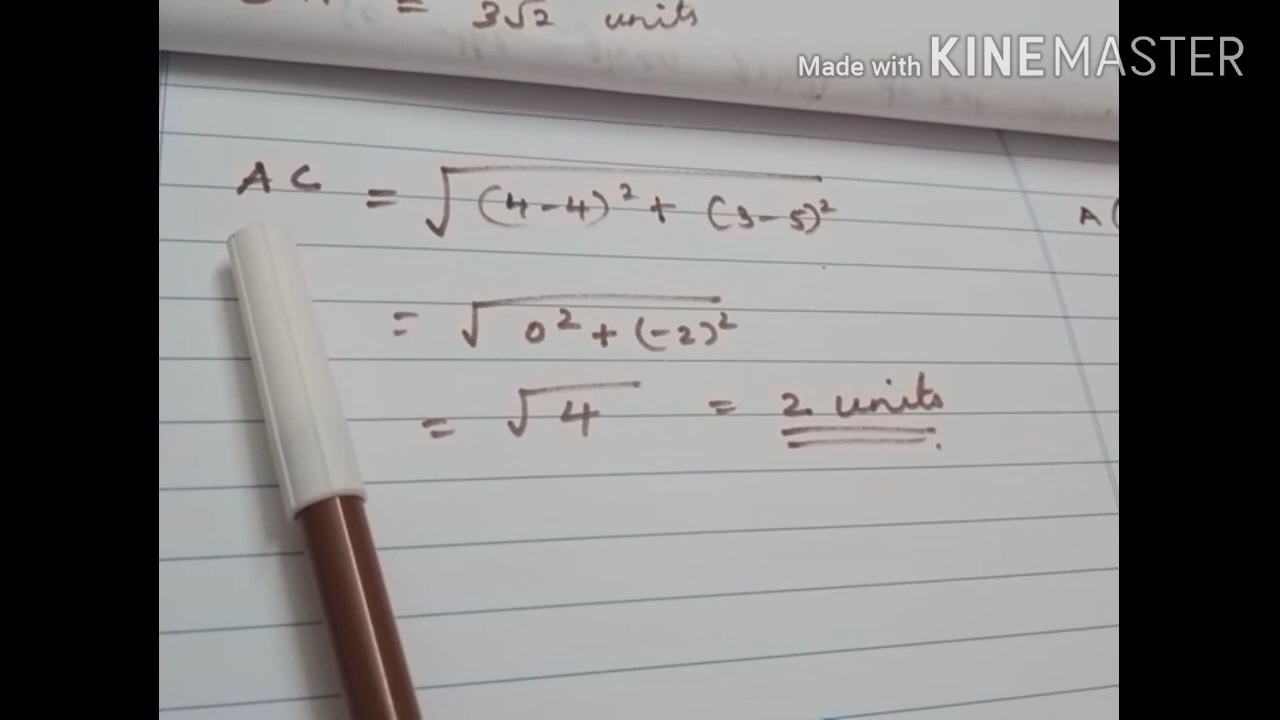 = 3√2 units
Made with KINEMASTER
AC = √(4-4)² + (3-5)²
A(
= √0² + (-2)²
= √4 = 2 units